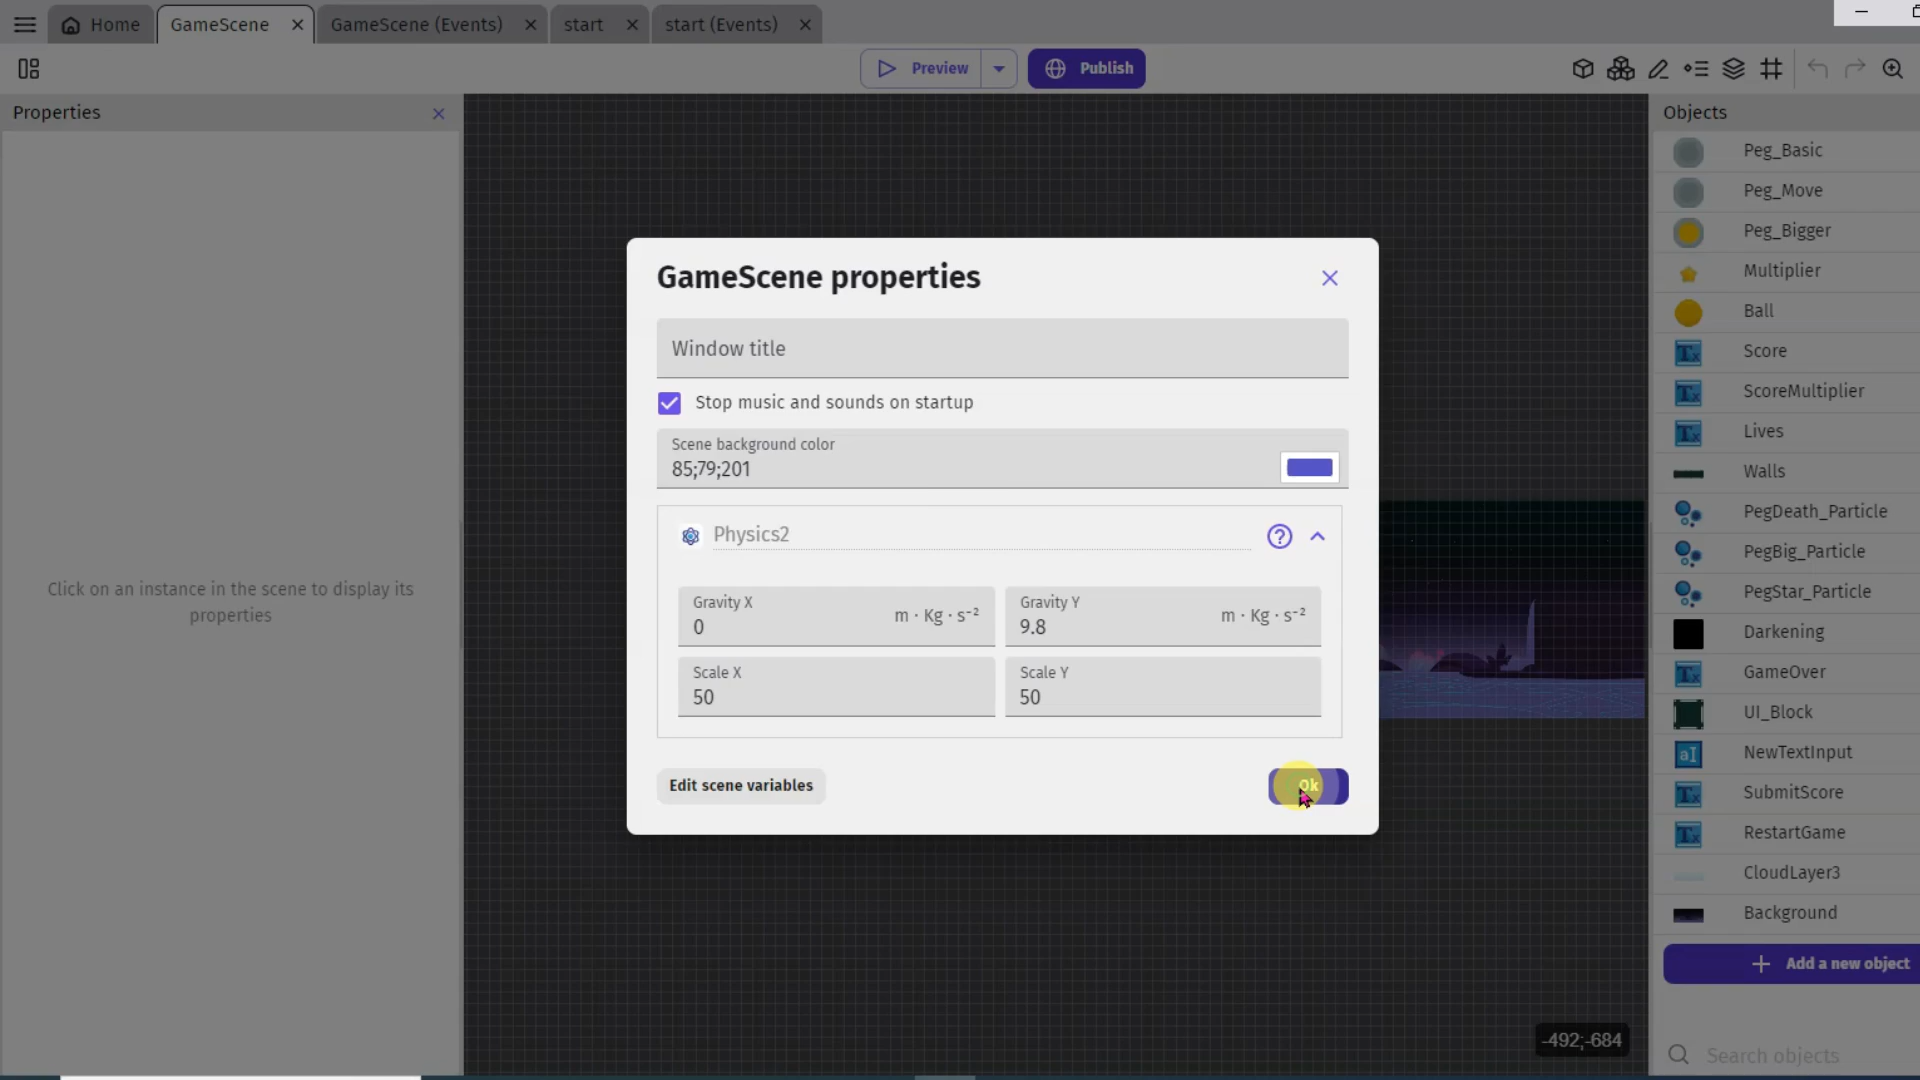 Home
GameScene
GameScene (Events)
start
start (Events)
Preview
Publish
Properties
Click on an instance in the scene to display its
properties
GameScene properties
Window title
Stop music and sounds on startup
Scene background color
85;79;201
Physics2
Gravity X
0
m · Kg · s⁻²
Gravity Y
9.8
m · Kg · s⁻²
Scale X
50
Scale Y
50
Edit scene variables
Ok
Objects
Peg_Basic
Peg_Move
Peg_Bigger
Multiplier
Ball
Score
ScoreMultiplier
Lives
Walls
PegDeath_Particle
PegBig_Particle
PegStar_Particle
Darkening
GameOver
UI_Block
NewTextInput
SubmitScore
RestartGame
CloudLayer3
Background
Add a new object
-492;-684
Search objects